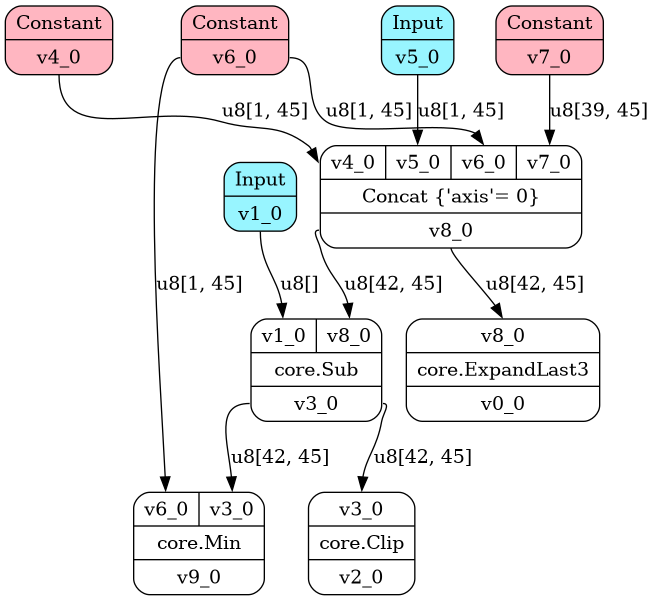 Constant
v4_0
Constant
v6_0
Input
v5_0
Constant
v7_0
u8[1, 45]
u8[1, 45]
u8[1, 45]
u8[39, 45]
v4_0 v5_0 v6_0 v7_0
Concat {'axis'= 0}
v8_0
Input
v1_0
u8[1, 45]
u8[]
u8[42, 45]
u8[42, 45]
v1_0 v8_0
core.Sub
v3_0
v8_0
core.ExpandLast3
v0_0
u8[42, 45]
u8[42, 45]
v6_0 v3_0
core.Min
v9_0
v3_0
core.Clip
v2_0